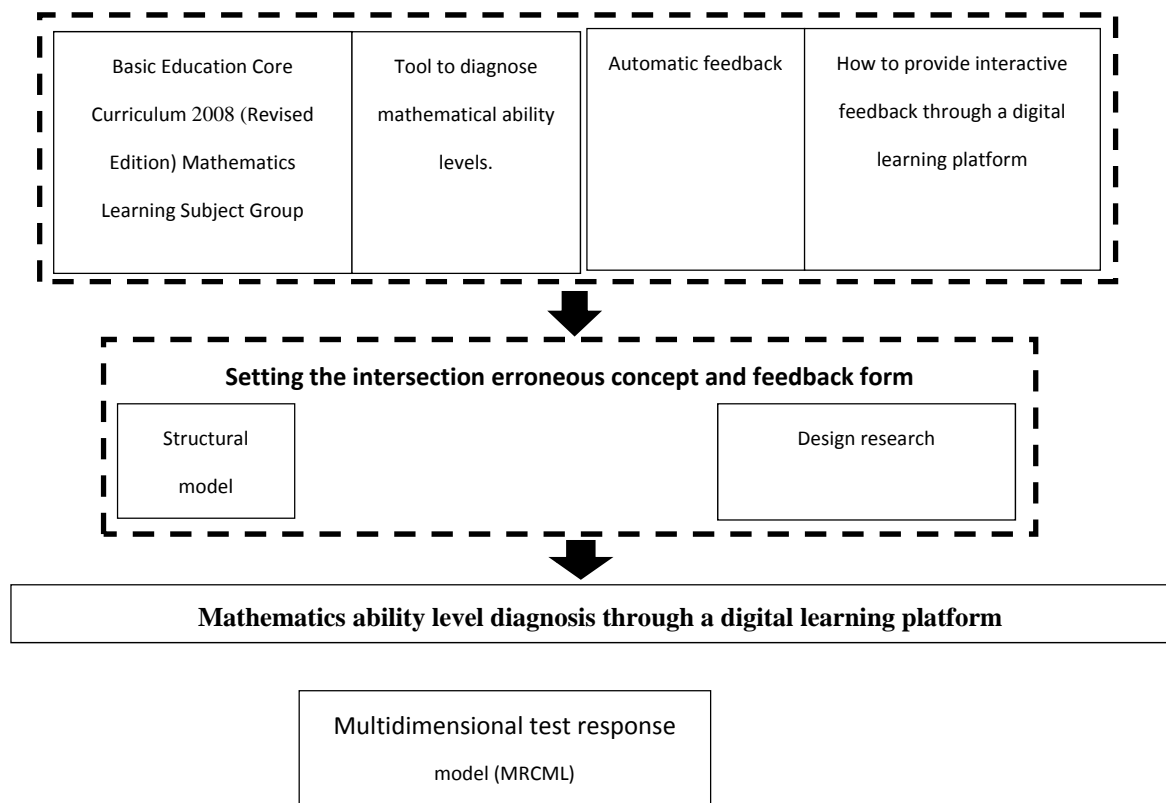 Basic Education Core
Curriculum 2008 (Revised
Edition) Mathematics
Learning Subject Group
Tool to diagnose
mathematical ability
levels.
Automatic feedback
How to provide interactive
feedback through a digital
learning platform
Setting the intersection erroneous concept and feedback form
Structural
model
Design research
Mathematics ability level diagnosis through a digital learning platform
Multidimensional test response
model (MRCML)